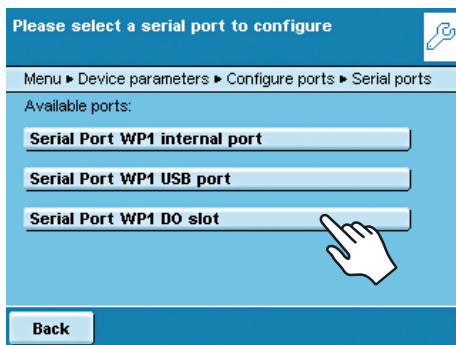 Please select a serial port to configure
Menu ▸ Device parameters ▸ Configure ports ▸ Serial ports
Available ports:
Serial Port WP1 internal port
Serial Port WP1 USB port
Serial Port WP1 DO slot
Back